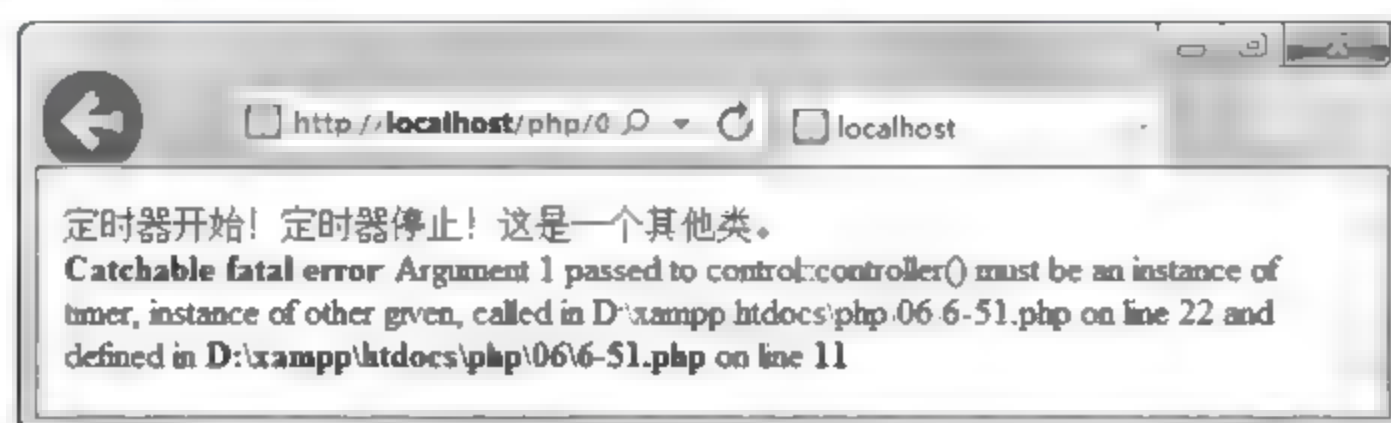 http://localhost/php/0
localhost
定时器开始！定时器停止！这是一个其他类。
Catchable fatal error Argument 1 passed to control::controller() must be an instance of
timer, instance of other given, called in D:\xampp\htdocs\php\06\6-51.php on line 22 and
defined in D:\xampp\htdocs\php\06\6-51.php on line 11